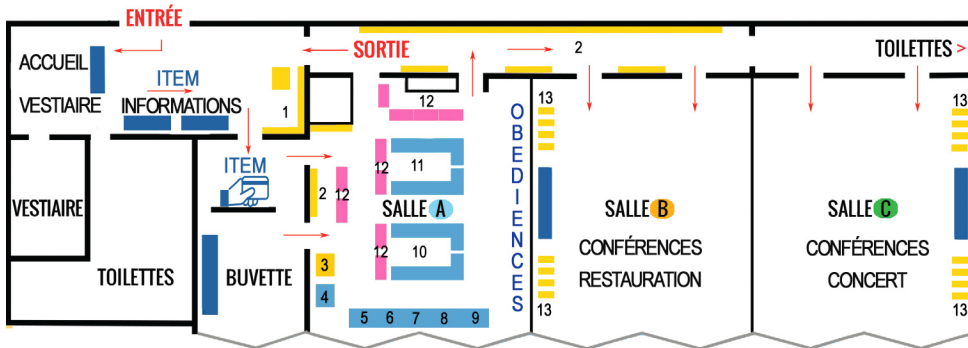 ENTRÉE
ACCUEIL
ITEM
VESTIAIRE
INFORMATIONS
1
SORTIE
2
TOILETTES >
ITEM
VESTIAIRE
TOILETTES
BUVETTE
2
12
3
4
12
12
11
SALLE A
12
10
5 6 7 8 9
OBEDIENCES
13
SALLE B
CONFÉRENCES
RESTAURATION
13
13
SALLE C
CONFÉRENCES
CONCERT
13